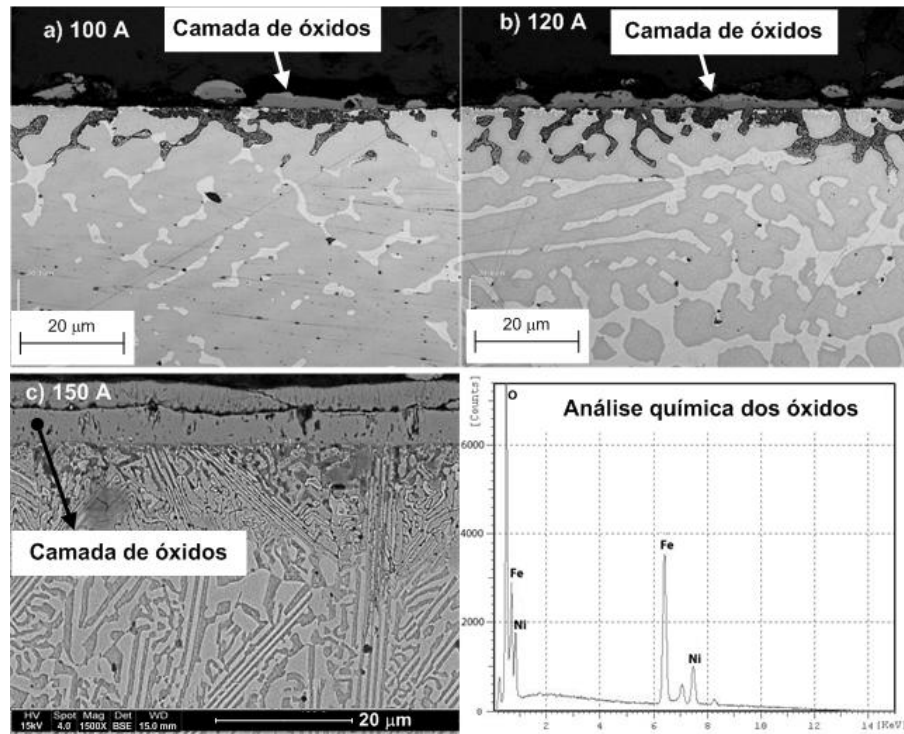 a) 100 A
Camada de óxidos
20 µm
b) 120 A
Camada de óxidos
20 µm
c) 150 A
Camada de óxidos
HV Spot Mag Det WD
15kV 4.0 1500X BSE 15.0 mm
20 µm
Análise química dos óxidos
[Counts]
O
6000
4000
2000
0
Fe
Ni
Fe
Ni
2 4 6 8 10 12 14 [KeV]